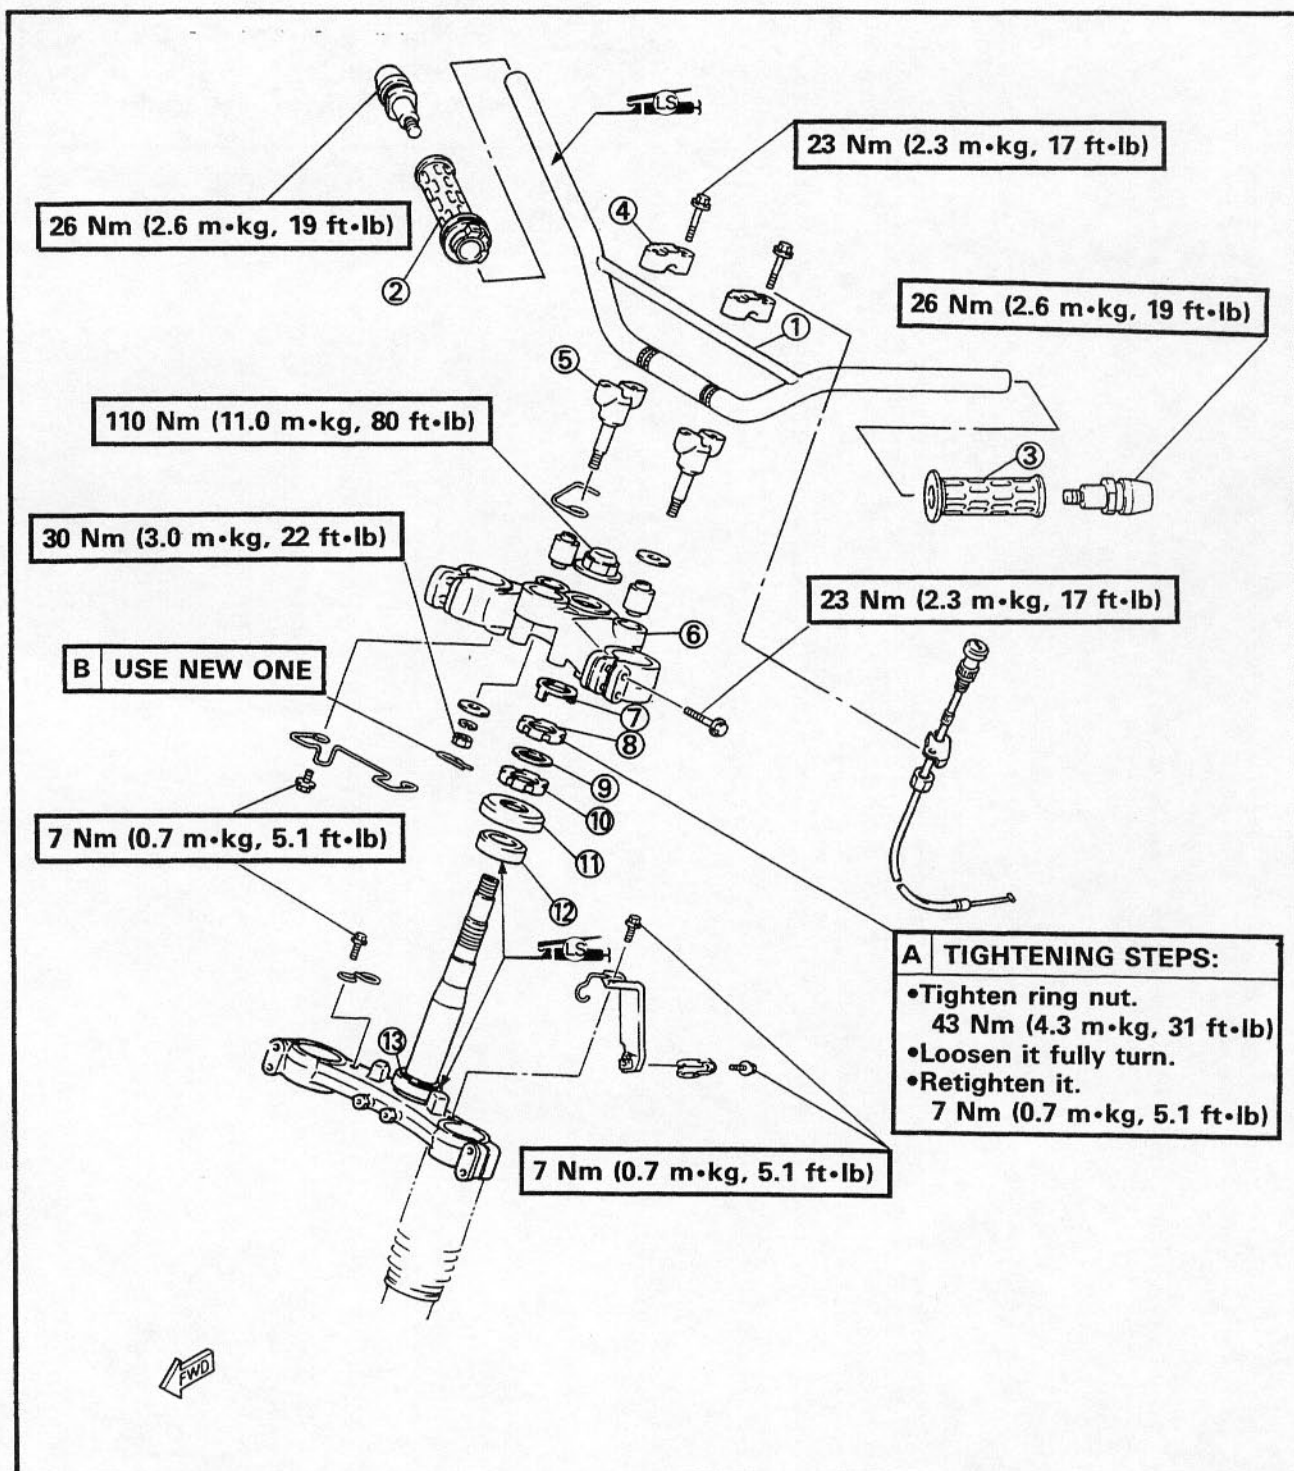 LS
23 Nm (2.3 m•kg, 17 ft•lb)
26 Nm (2.6 m•kg, 19 ft•lb)
④
②
26 Nm (2.6 m•kg, 19 ft•lb)
①
⑤
110 Nm (11.0 m•kg, 80 ft•lb)
③
30 Nm (3.0 m•kg, 22 ft•lb)
23 Nm (2.3 m•kg, 17 ft•lb)
⑥
B USE NEW ONE
⑦
⑧
⑨
⑩
7 Nm (0.7 m•kg, 5.1 ft•lb)
⑪
⑫
LS
A TIGHTENING STEPS:
•Tighten ring nut.
43 Nm (4.3 m•kg, 31 ft•lb)
•Loosen it fully turn.
•Retighten it.
7 Nm (0.7 m•kg, 5.1 ft•lb)
⑬
7 Nm (0.7 m•kg, 5.1 ft•lb)
FWD